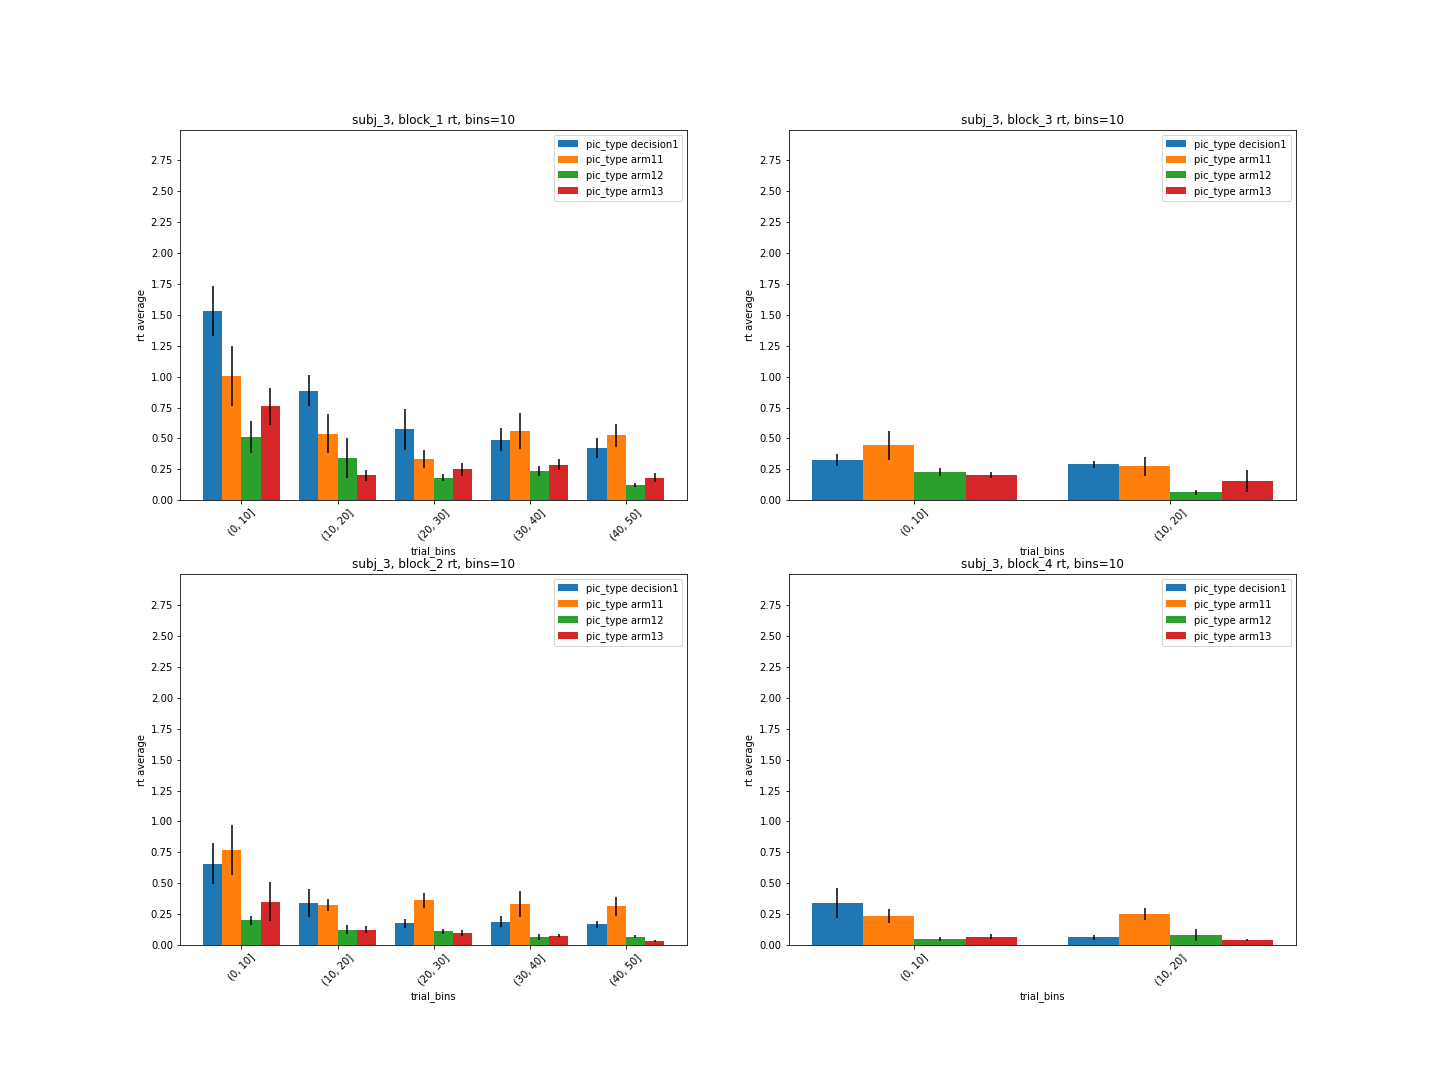 subj_3, block_1 rt, bins=10
pic_type decision1
pic_type arm11
pic_type arm12
pic_type arm13
2.75
2.50
2.25
2.00
1.75
1.50
1.25
1.00
0.75
0.50
0.25
0.00
rt average
(0, 10]
(10, 20]
(20, 30]
(30, 40]
(40, 50]
trial_bins
subj_3, block_3 rt, bins=10
pic_type decision1
pic_type arm11
pic_type arm12
pic_type arm13
2.75
2.50
2.25
2.00
1.75
1.50
1.25
1.00
0.75
0.50
0.25
0.00
rt average
(0, 10]
(10, 20]
trial_bins
subj_3, block_2 rt, bins=10
pic_type decision1
pic_type arm11
pic_type arm12
pic_type arm13
2.75
2.50
2.25
2.00
1.75
1.50
1.25
1.00
0.75
0.50
0.25
0.00
rt average
(0, 10]
(10, 20]
(20, 30]
(30, 40]
(40, 50]
trial_bins
subj_3, block_4 rt, bins=10
pic_type decision1
pic_type arm11
pic_type arm12
pic_type arm13
2.75
2.50
2.25
2.00
1.75
1.50
1.25
1.00
0.75
0.50
0.25
0.00
rt average
(0, 10]
(10, 20]
trial_bins